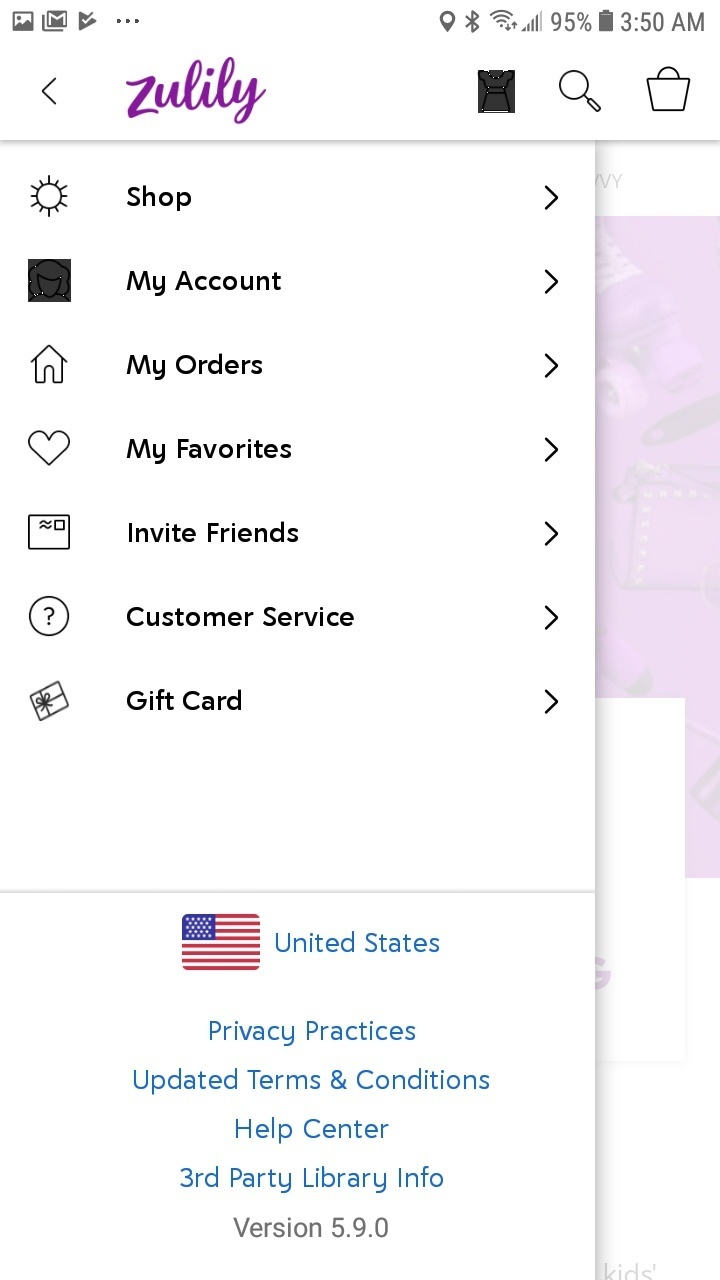 95% 3:50 AM
zulily
Shop
My Account
My Orders
My Favorites
Invite Friends
?
Customer Service
Gift Card
United States
Privacy Practices
Updated Terms & Conditions
Help Center
3rd Party Library Info
Version 5.9.0
kids'